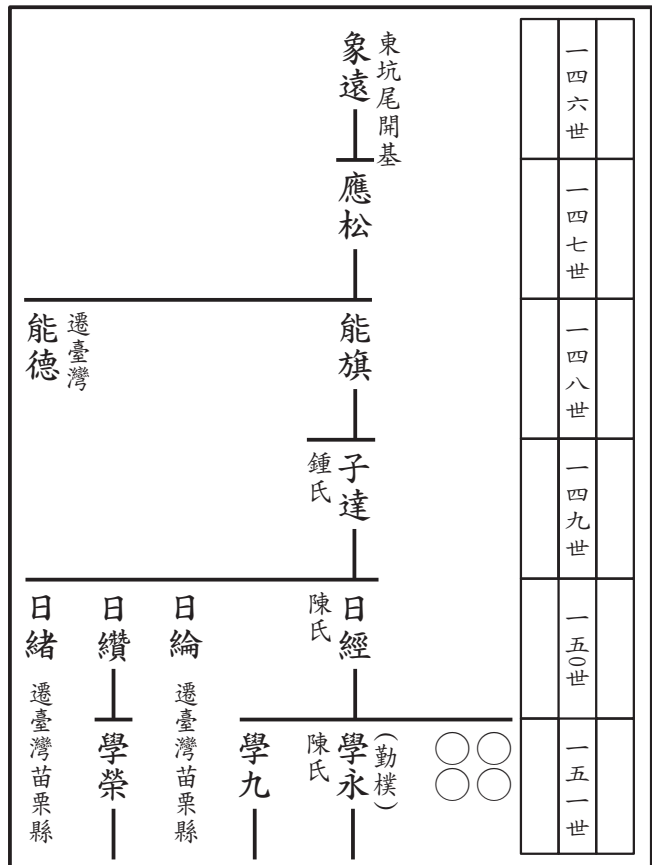 一四六世
一四七世
一四八世
一四九世
一五0世
一五一世
東坑尾開基
象遠
應松
能旗
能德
遷臺灣
子達
鍾氏
日經
陳氏
日綸
遷臺灣苗栗縣
日纘
日緒
遷臺灣苗栗縣
○○
○○
(勤樸)
學永
陳氏
學九
學榮